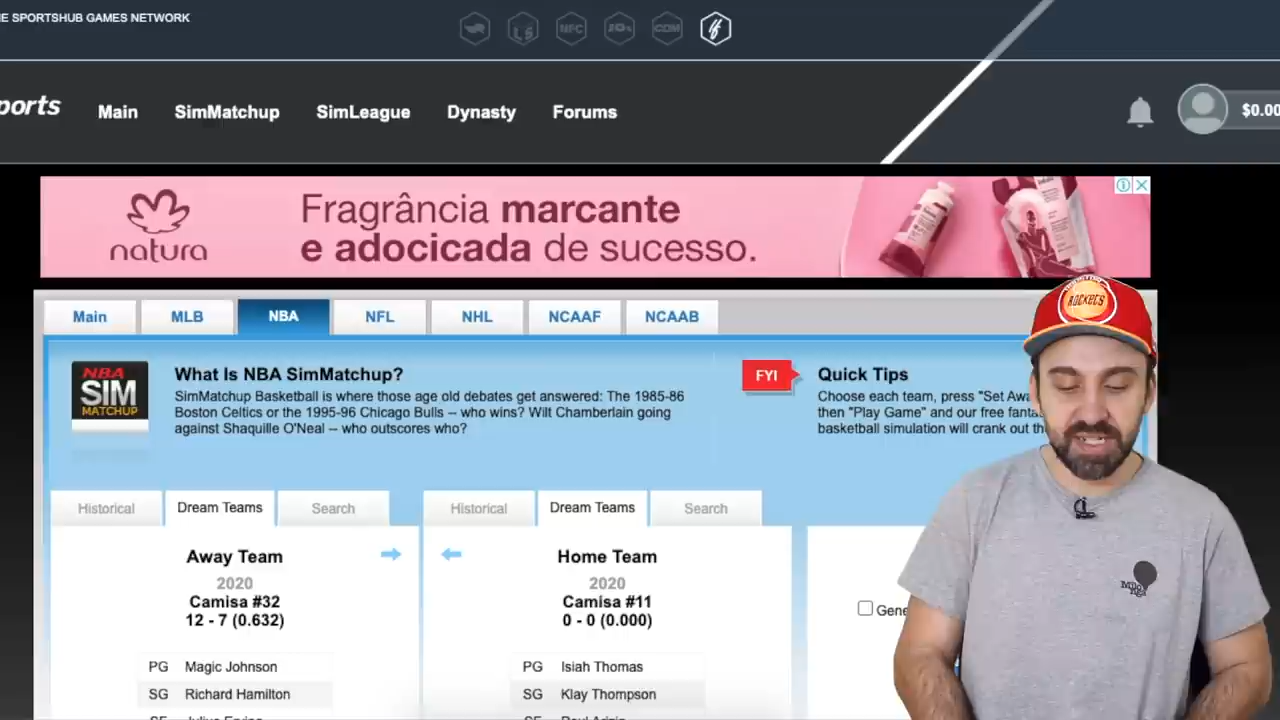 E SPORTSHUB GAMES NETWORK
LS
NFC
CDM
ports
Main
SimMatchup
SimLeague
Dynasty
Forums
$0.00
natura
Fragrância marcante
e adocicada de sucesso.
Main
MLB
NBA
NFL
NHL
NCAAF
NCAAB
ROCKETS
NBA
SIM
MATCHUP
What Is NBA SimMatchup?
SimMatchup Basketball is where those age old debates get answered: The 1985-86
Boston Celtics or the 1995-96 Chicago Bulls -- who wins? Wilt Chamberlain going
against Shaquille O'Neal -- who outscores who?
FYI
Quick Tips
Choose each team, press "Set Awa
then "Play Game" and our free fanta
basketball simulation will crank out th
Historical
Dream Teams
Search
Historical
Dream Teams
Search
Away Team
2020
Camisa #32
12 - 7 (0.632)
PG Magic Johnson
SG Richard Hamilton
Home Team
2020
Camisa #11
0 - 0 (0.000)
PG Isiah Thomas
SG Klay Thompson
Gene